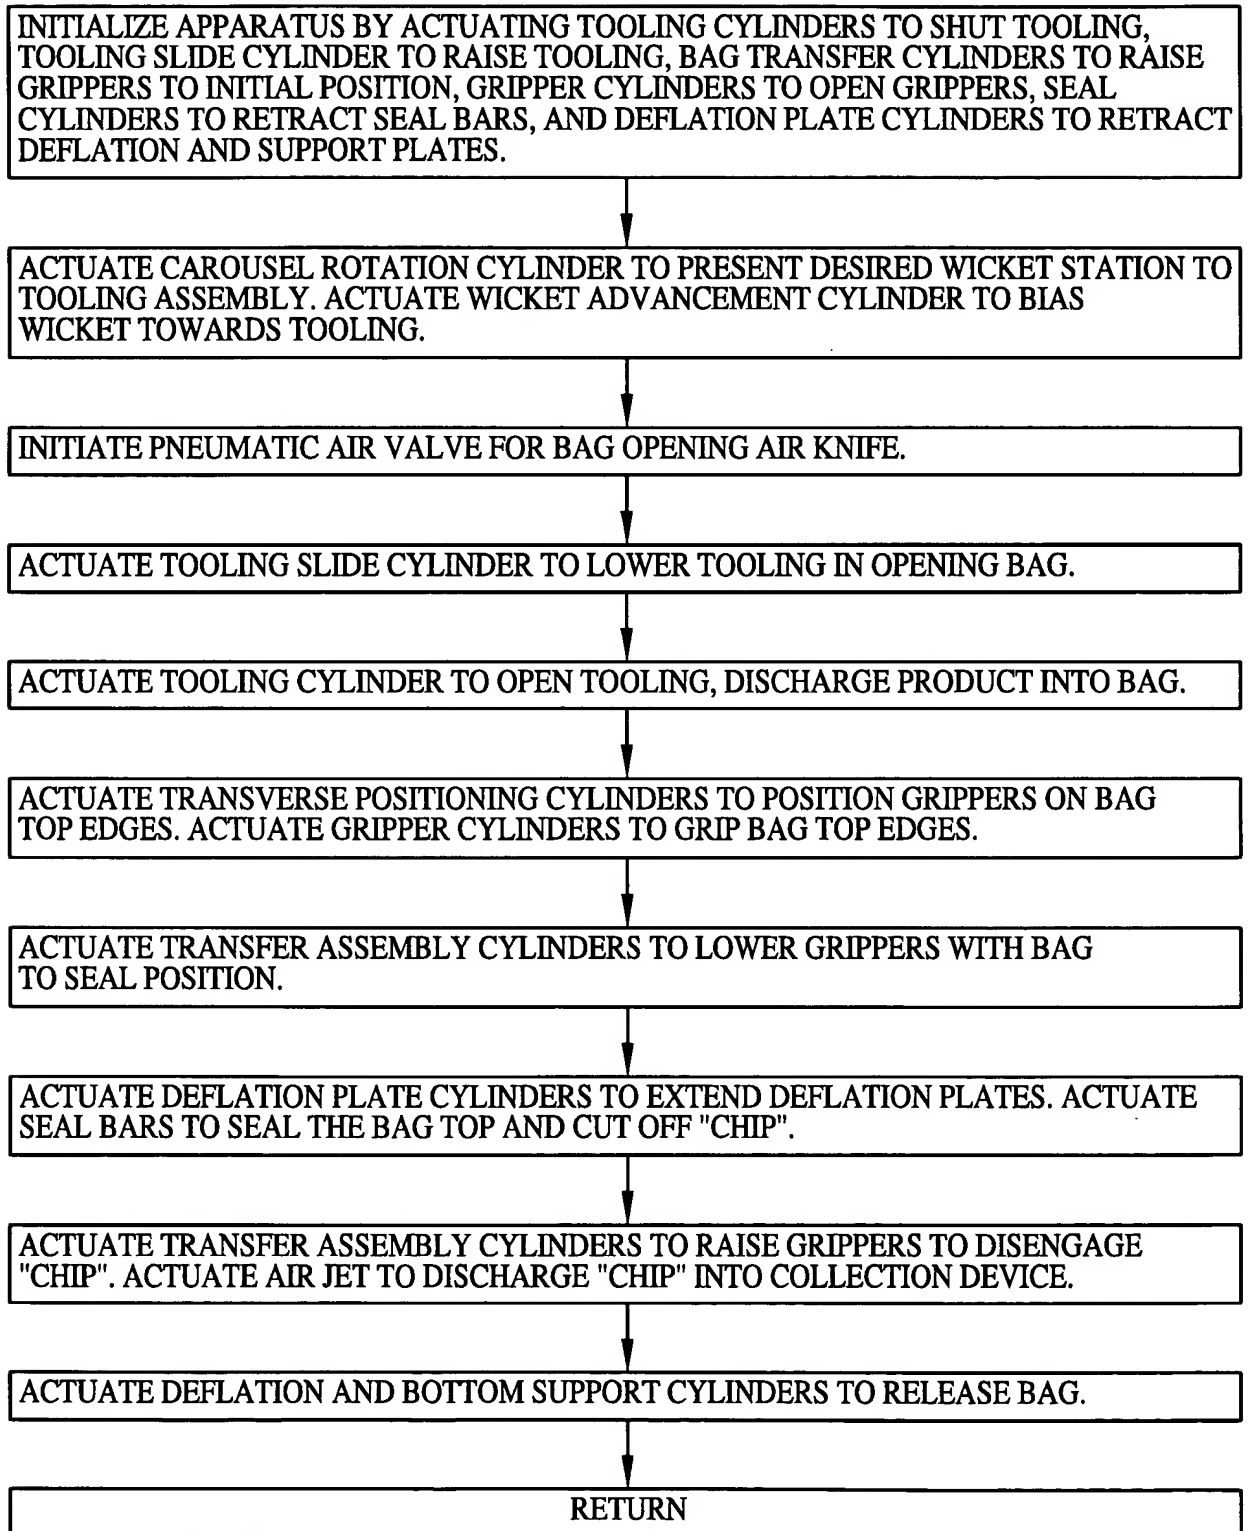 INITIALIZE APPARATUS BY ACTUATING TOOLING CYLINDERS TO SHUT TOOLING,
TOOLING SLIDE CYLINDER TO RAISE TOOLING, BAG TRANSFER CYLINDERS TO RAISE
GRIPPERS TO INITIAL POSITION, GRIPPER CYLINDERS TO OPEN GRIPPERS, SEAL
CYLINDERS TO RETRACT SEAL BARS, AND DEFLATION PLATE CYLINDERS TO RETRACT
DEFLATION AND SUPPORT PLATES.
ACTUATE CAROUSEL ROTATION CYLINDER TO PRESENT DESIRED WICKET STATION TO
TOOLING ASSEMBLY. ACTUATE WICKET ADVANCEMENT CYLINDER TO BIAS
WICKET TOWARDS TOOLING.
INITIATE PNEUMATIC AIR VALVE FOR BAG OPENING AIR KNIFE.
ACTUATE TOOLING SLIDE CYLINDER TO LOWER TOOLING IN OPENING BAG.
ACTUATE TOOLING CYLINDER TO OPEN TOOLING, DISCHARGE PRODUCT INTO BAG.
ACTUATE TRANSVERSE POSITIONING CYLINDERS TO POSITION GRIPPERS ON BAG
TOP EDGES. ACTUATE GRIPPER CYLINDERS TO GRIP BAG TOP EDGES.
ACTUATE TRANSFER ASSEMBLY CYLINDERS TO LOWER GRIPPERS WITH BAG
TO SEAL POSITION.
ACTUATE DEFLATION PLATE CYLINDERS TO EXTEND DEFLATION PLATES. ACTUATE
SEAL BARS TO SEAL THE BAG TOP AND CUT OFF "CHIP".
ACTUATE TRANSFER ASSEMBLY CYLINDERS TO RAISE GRIPPERS TO DISENGAGE
"CHIP". ACTUATE AIR JET TO DISCHARGE "CHIP" INTO COLLECTION DEVICE.
ACTUATE DEFLATION AND BOTTOM SUPPORT CYLINDERS TO RELEASE BAG.
RETURN